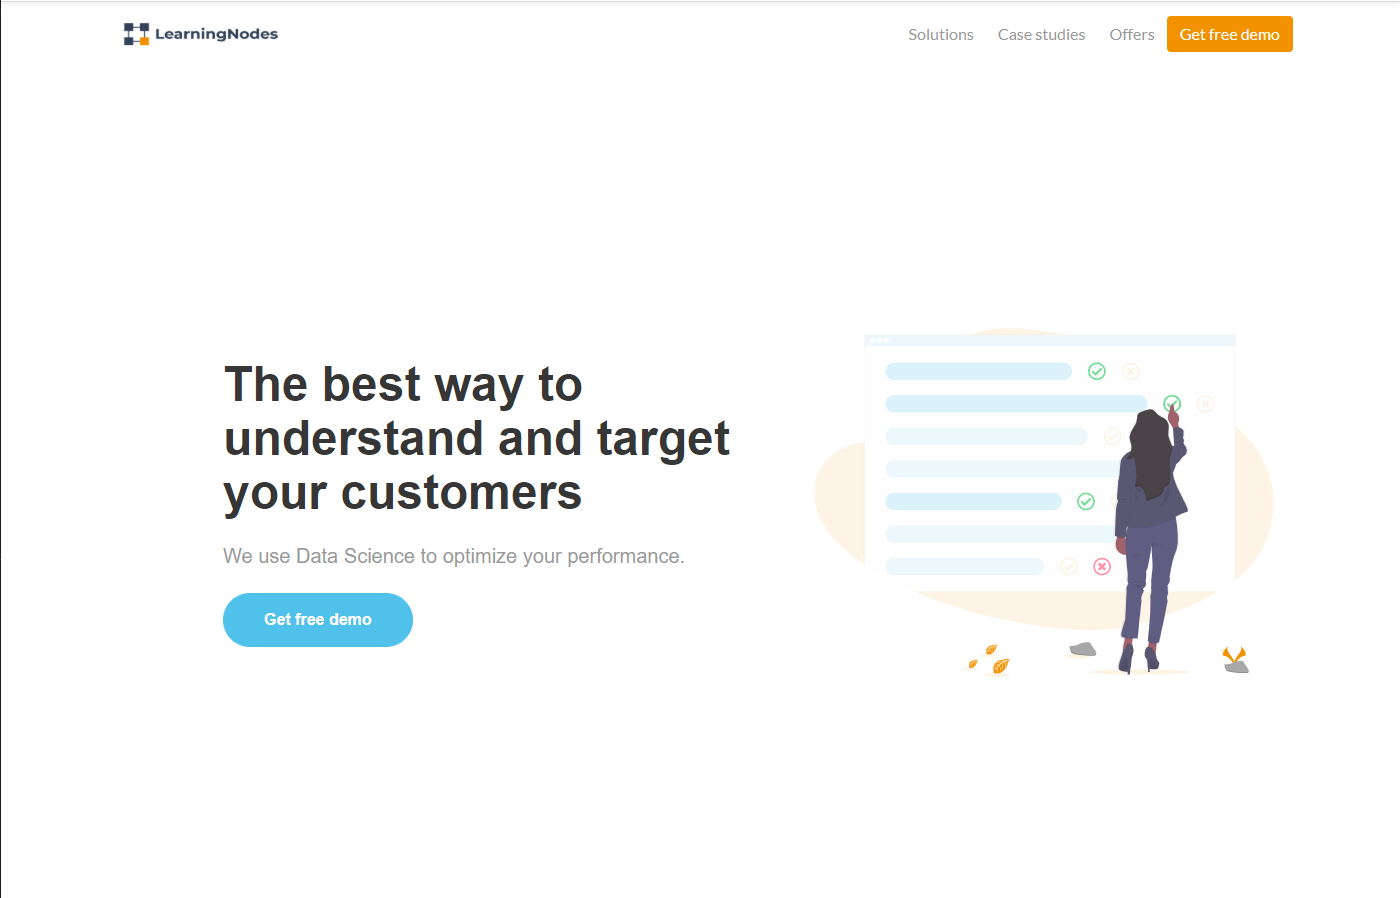 LearningNodes
Solutions
Case studies
Offers
Get free demo
The best way to
understand and target
your customers
We use Data Science to optimize your performance.
Get free demo